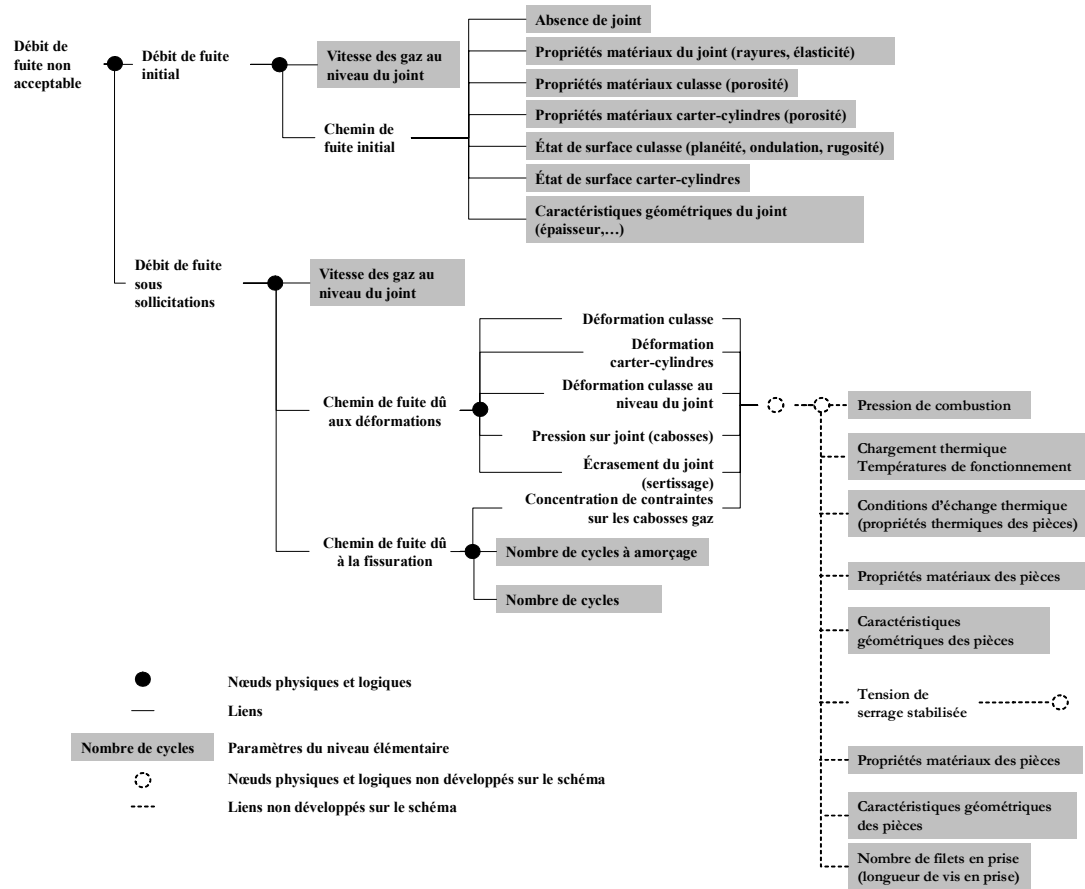 Débit de
fuite non
acceptable
Débit de fuite
initial
Vitesse des gaz au
niveau du joint
Chemin de
fuite initial
Absence de joint
Propriétés matériaux du joint (rayures, élasticité)
Propriétés matériaux culasse (porosité)
Propriétés matériaux carter-cylindres (porosité)
État de surface culasse (planéité, ondulation, rugosité)
État de surface carter-cylindres
Caractéristiques géométriques du joint
(épaisseur,…)
Débit de fuite
sous
sollicitations
Vitesse des gaz au
niveau du joint
Chemin de fuite dû
aux déformations
Déformation culasse
Déformation
carter-cylindres
Déformation culasse au
niveau du joint
Pression sur joint (cabosses)
Écrasement du joint
(sertissage)
Chemin de fuite dû
à la fissuration
Concentration de contraintes
sur les cabosses gaz
Nombre de cycles à amorçage
Nombre de cycles
Pression de combustion
Chargement thermique
Températures de fonctionnement
Conditions d'échange thermique
(propriétés thermiques des pièces)
Propriétés matériaux des pièces
Caractéristiques
géométriques des pièces
Tension de
serrage stabilisée
Propriétés matériaux des pièces
Caractéristiques géométriques
des pièces
Nombre de filets en prise
(longueur de vis en prise)
Nœuds physiques et logiques
Liens
Nombre de cycles
Paramètres du niveau élémentaire
Nœuds physiques et logiques non développés sur le schéma
Liens non développés sur le schéma